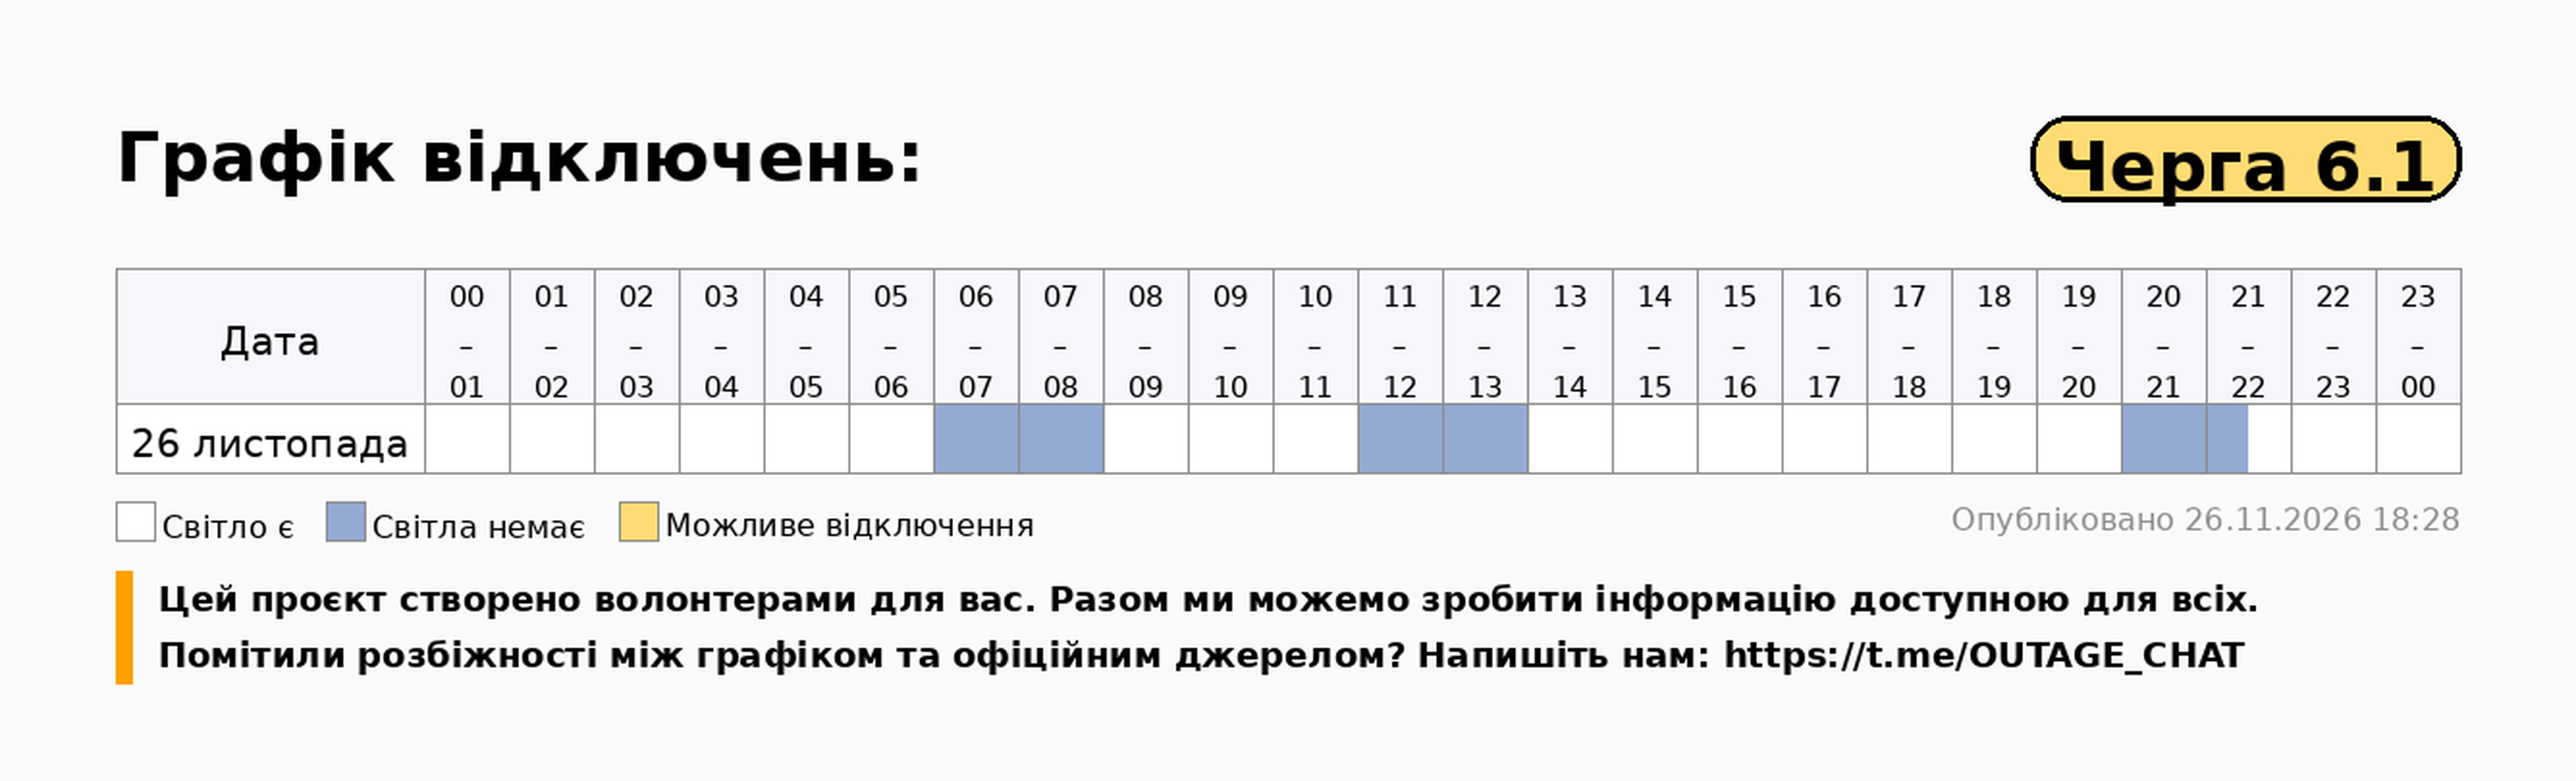 Графік відключень:
Черга 6.1
Дата 00 – 01 01 – 02 02 – 03 03 – 04 04 – 05 05 – 06 06 – 07 07 – 08 08 – 09 09 – 10 10 – 11 11 – 12 12 – 13 13 – 14 14 – 15 15 – 16 16 – 17 17 – 18 18 – 19 19 – 20 20 – 21 21 – 22 22 – 23 23 – 00
26 листопада
Світло є Світла немає Можливе відключення
Опубліковано 26.11.2026 18:28
Цей проєкт створено волонтерами для вас. Разом ми можемо зробити інформацію доступною для всіх.
Помітили розбіжності між графіком та офіційним джерелом? Напишіть нам: https://t.me/OUTAGE_CHAT